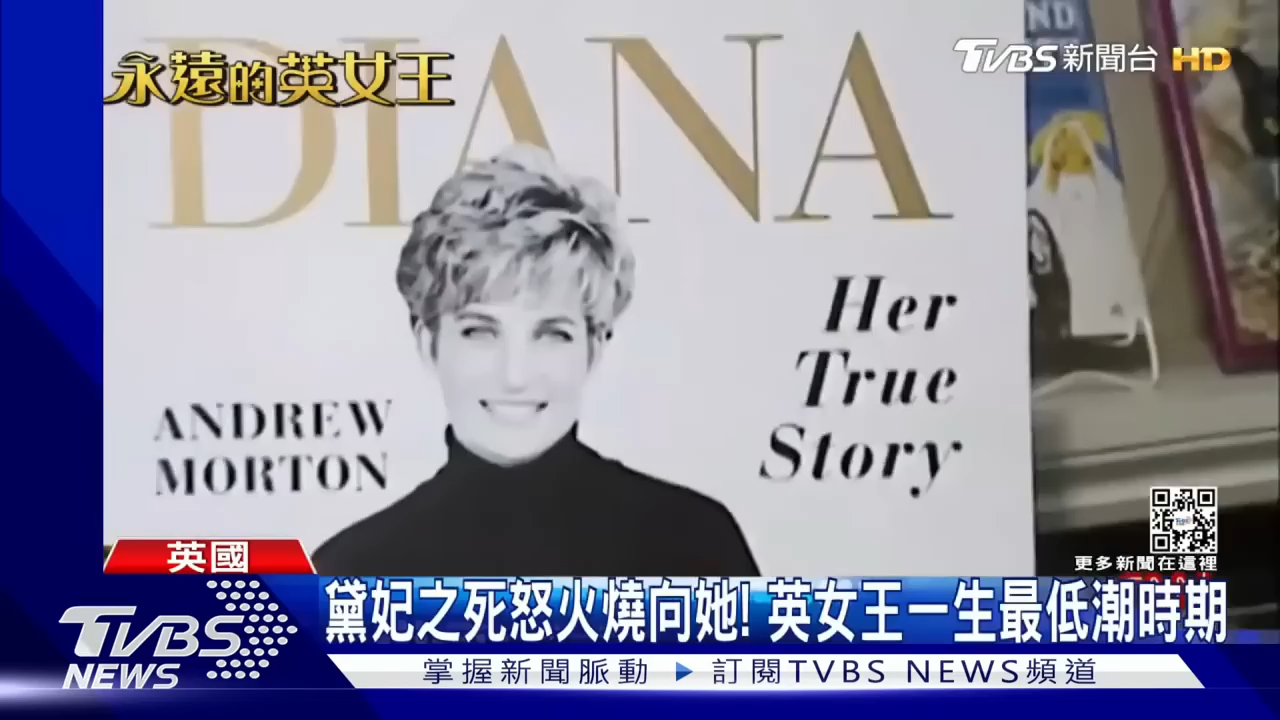 DIANA
永遠的英女王
TVBS新聞台 HD
ND
Her
True
Story
ANDREW
MORTON
更多新聞在這裡
英國
黛妃之死怒火燒向她! 英女王一生最低潮時期
TVBS
NEWS
掌握新聞脈動 ▶ 訂閱TVBS NEWS頻道